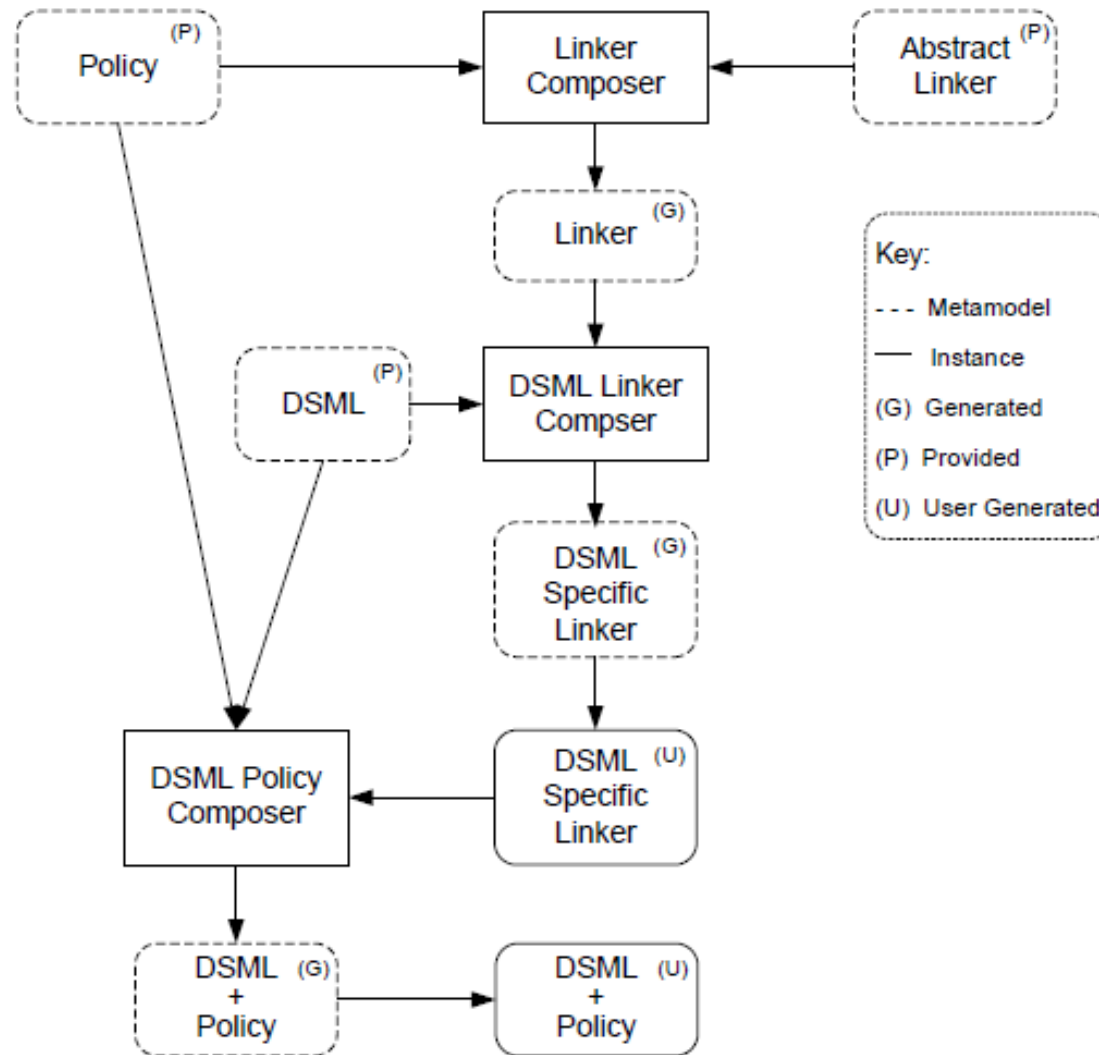 Policy (P)
Linker
Composer
Abstract (P)
Linker
Linker (G)
Key:
--- Metamodel
— Instance
(G) Generated
(P) Provided
(U) User Generated
DSML (P)
DSML Linker
Compser
DSML (G)
Specific
Linker
DSML Policy
Composer
DSML (U)
Specific
Linker
DSML (G)
+
Policy
DSML (U)
+
Policy